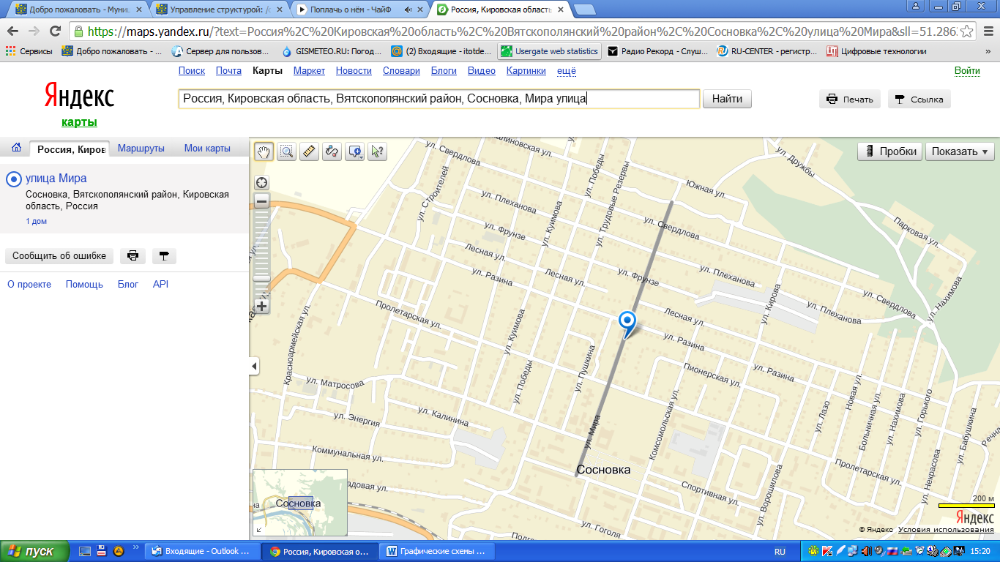 Добро пожаловать - Муни
Управление структурой: /
Поплачь о нём - ЧайФ
Россия, Кировская область
https://maps.yandex.ru/?text=Россия%2C%20Кировская%20область%2C%20Вятскополянский%20район%2C%20Сосновка%2C%20улица%20Мира&sll=51.286
Сервисы
Добро пожаловать - ...
Сервер для пользов...
GISMETEO.RU: Погод...
(2) Входящие - itotde...
Usergate web statistics
Радио Рекорд - Слуш...
RU-CENTER - регистр...
Цифровые технологии
»
Поиск Почта Карты Маркет Новости Словари Блоги Видео Картинки ещё
Войти
Яндекс
карты
Россия, Кировская область, Вятскополянский район, Сосновка, Мира улица
Найти
Печать
Ссылка
Россия, Киров
Маршруты
Мои карты
улица Мира
Сосновка, Вятскополянский район, Кировская
область, Россия
1 дом
Сообщить об ошибке
О проекте Помощь Блог API
Пробки
Показать
ул. Свердлова
ул. Победы
ул. Дружбы
ул. Строителей
ул. Трудовые Резервы
Южная ул.
ул. Плеханова
ул. Куимова
ул. Свердлова
Парковая ул.
ул. Фрунзе
Лесная ул.
ул. Разина
Лесная ул.
ул. Фрунзе
ул. Плеханова
ул. Кирова
ул. Свердлова
ул. Нахимова
ул. Плеханова
Пролетарская ул.
Красноармейская ул.
ул. Куимова
Лесная ул.
ул. Разина
ул. Победы
ул. Пушкина
Пионерская ул.
ул. Разина
ул. Матросова
ул. Энергия
ул. Калинина
ул. Мира
Комсомольская ул.
ул. Лазо
Новая ул.
Больничная ул.
ул. Нахимова
ул. Горького
ул. Бабушкина
Коммунальная ул.
Сосновка
Пролетарская ул.
ул. Некрасова
ул. Ворошилова
Спортивная ул.
ул. Гоголя
Сосновка
200 м
Яндекс
© Яндекс Условия использования
пуск
»
Входящие - Outlook ...
Россия, Кировская о...
Графические схемы ...
RU
15:20